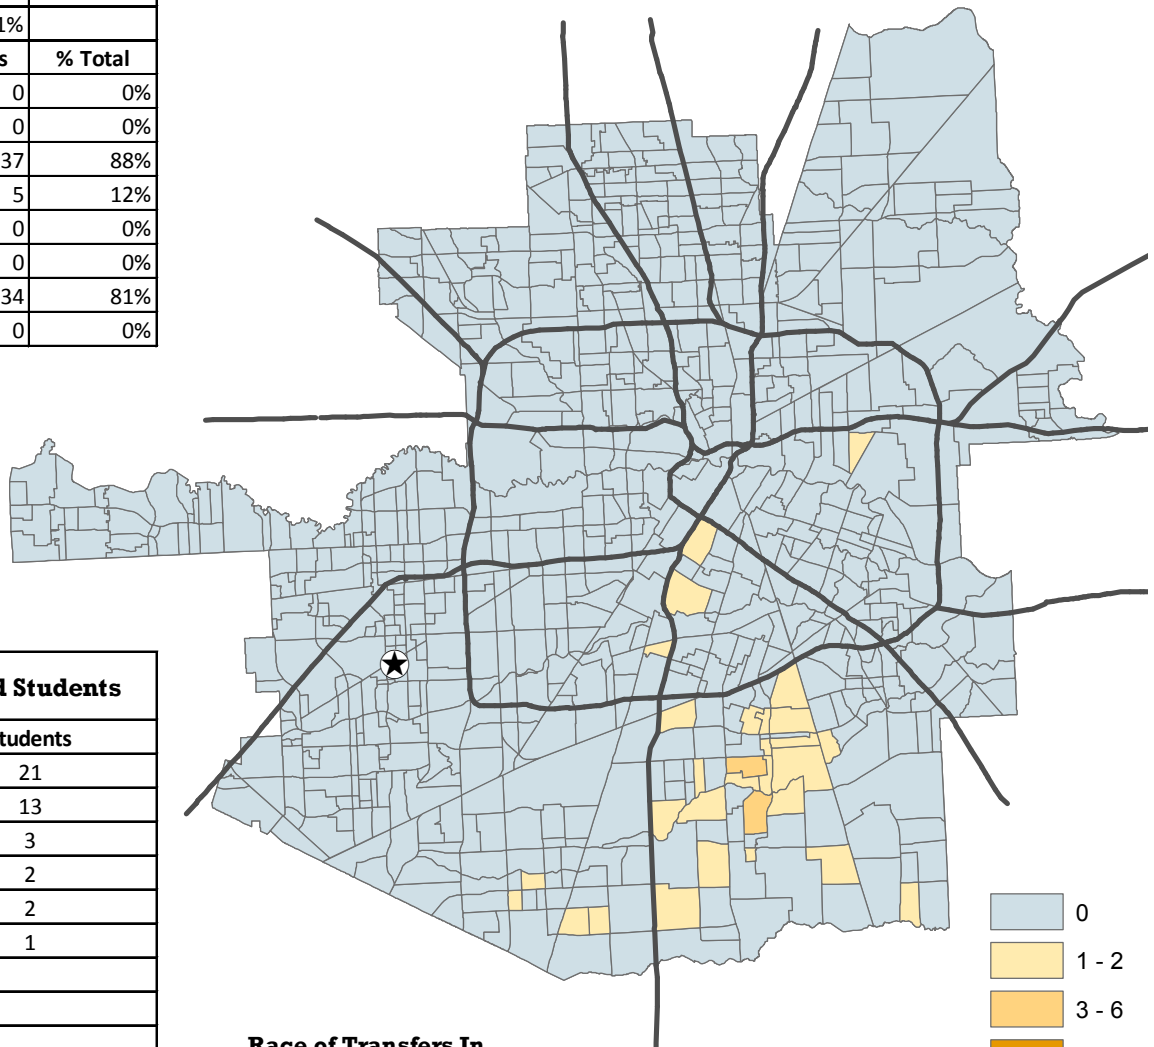 1%
s % Total
0 0%
0 0%
37 88%
5 12%
0 0%
0 0%
34 81%
0 0%
d Students
tudents
21
13
3
2
2
1
0
1 - 2
3 - 6
Race of Transfers In